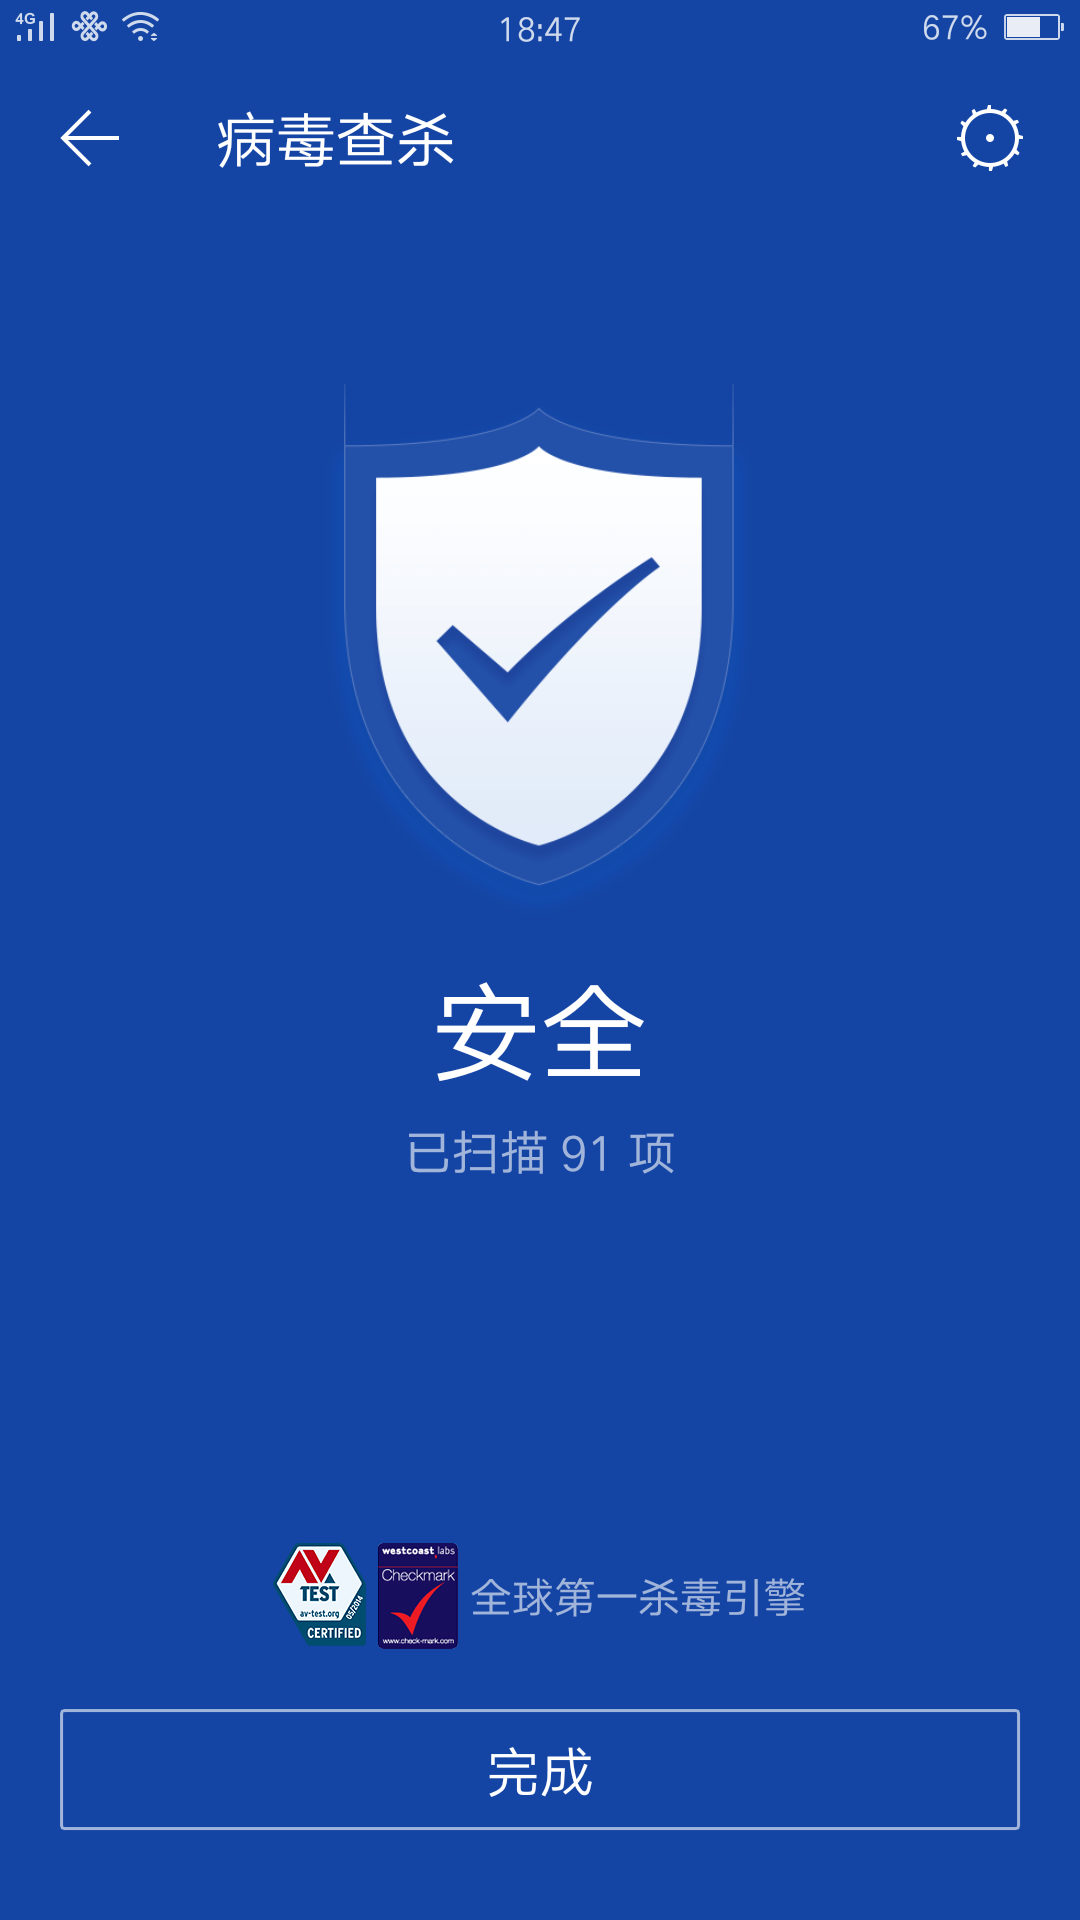 4G
18:47
67%
病毒查杀
安全
已扫描 91 项
AV
TEST
av-test.org
05/2014
CERTIFIED
westcoast labs
Checkmark
www.check-mark.com
全球第一杀毒引擎
完成